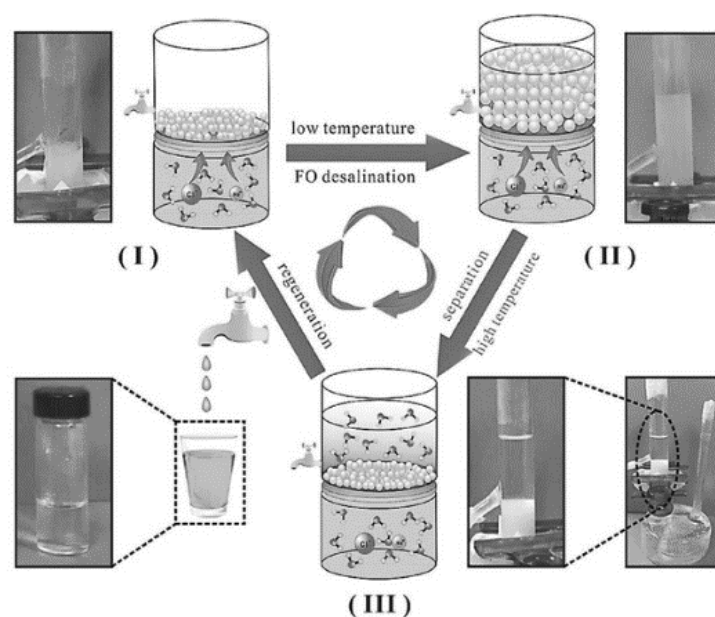 low temperature
FO desalination
( I )
( II )
regeneration
separation
high temperature
( III )